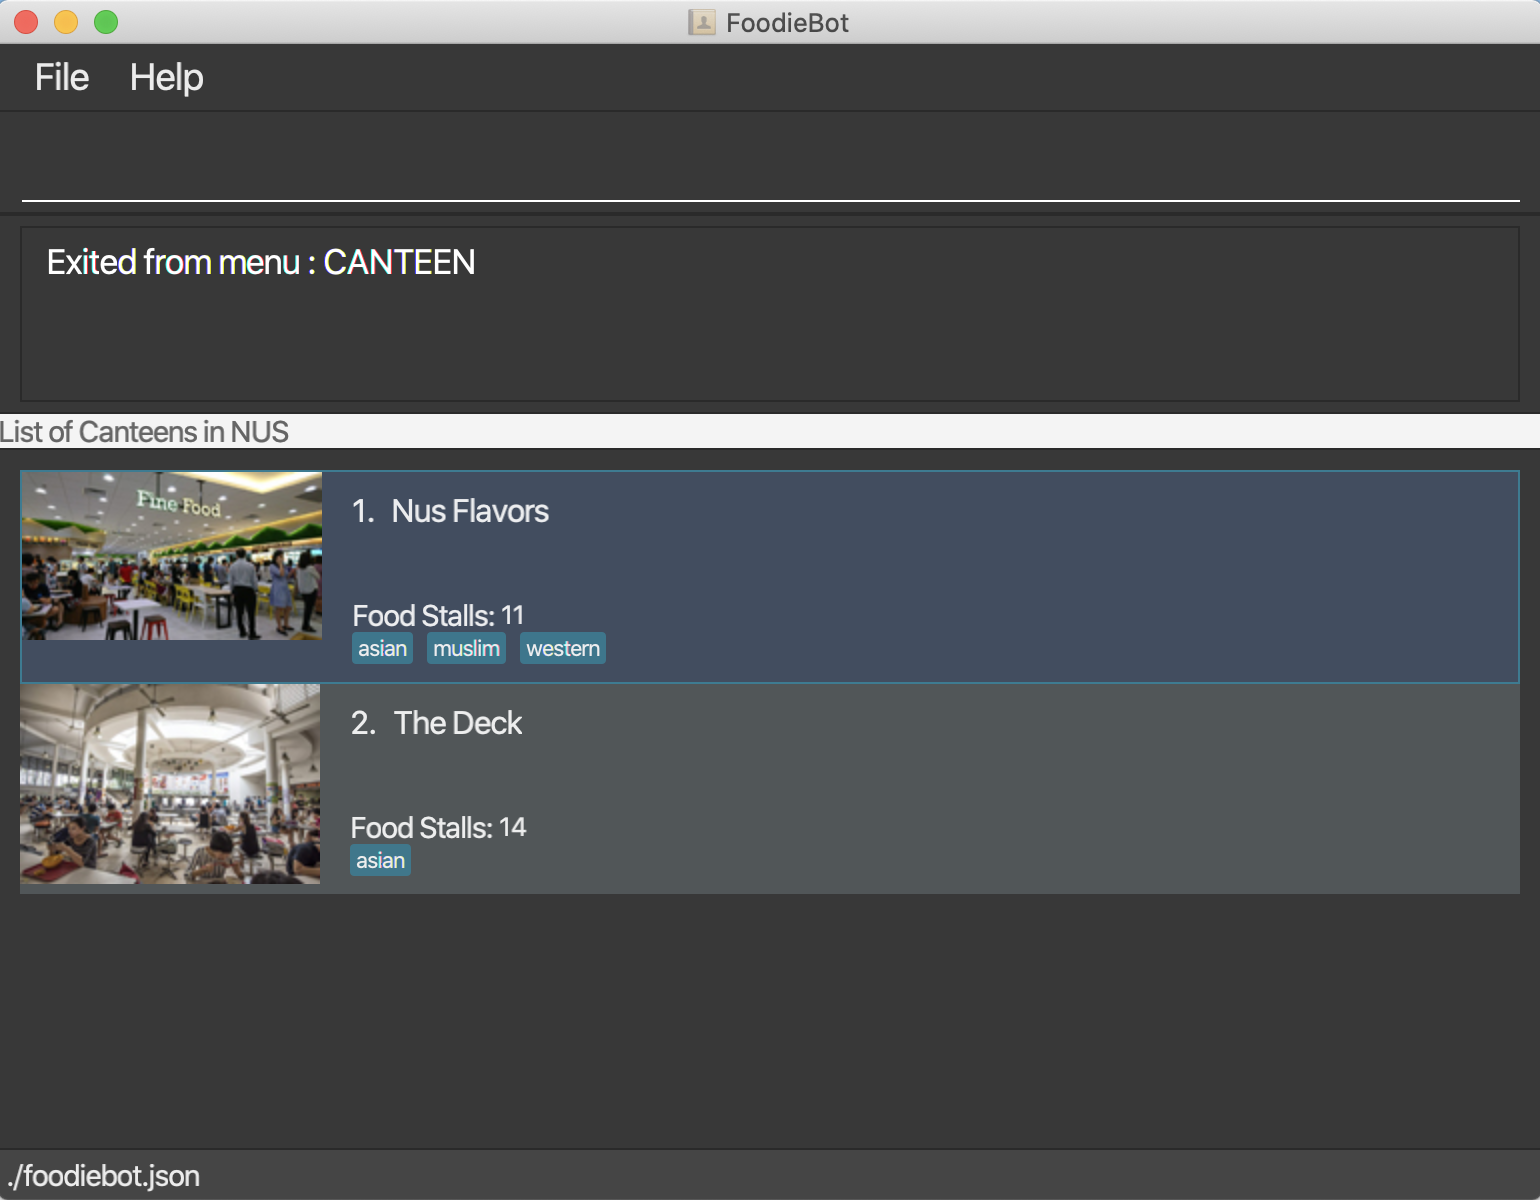 FoodieBot
File Help
Exited from menu : CANTEEN
List of Canteens in NUS
Fine Food
1. Nus Flavors
Food Stalls: 11
asian muslim western
2. The Deck
Food Stalls: 14
asian
./foodiebot.json